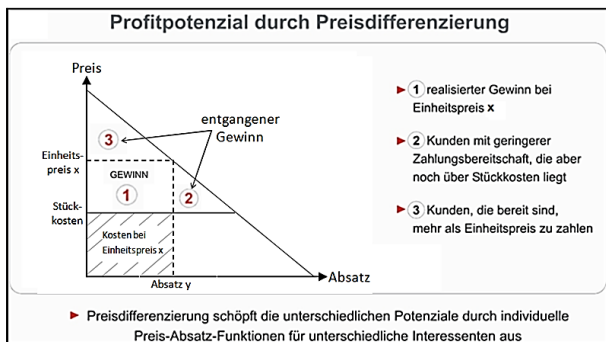 Profitpotenzial durch Preisdifferenzierung
Preis
entgangener
Gewinn
3
Einheits-
preis x
GEWINN
1
2
Stück-
kosten
Kosten bei
Einheitspreis x
Absatz
Absatz y
1 realisierter Gewinn bei
Einheitspreis x
2 Kunden mit geringerer
Zahlungsbereitschaft, die aber
noch über Stückkosten liegt
3 Kunden, die bereit sind,
mehr als Einheitspreis zu zahlen
Preisdifferenzierung schöpft die unterschiedlichen Potenziale durch individuelle
Preis-Absatz-Funktionen für unterschiedliche Interessenten aus